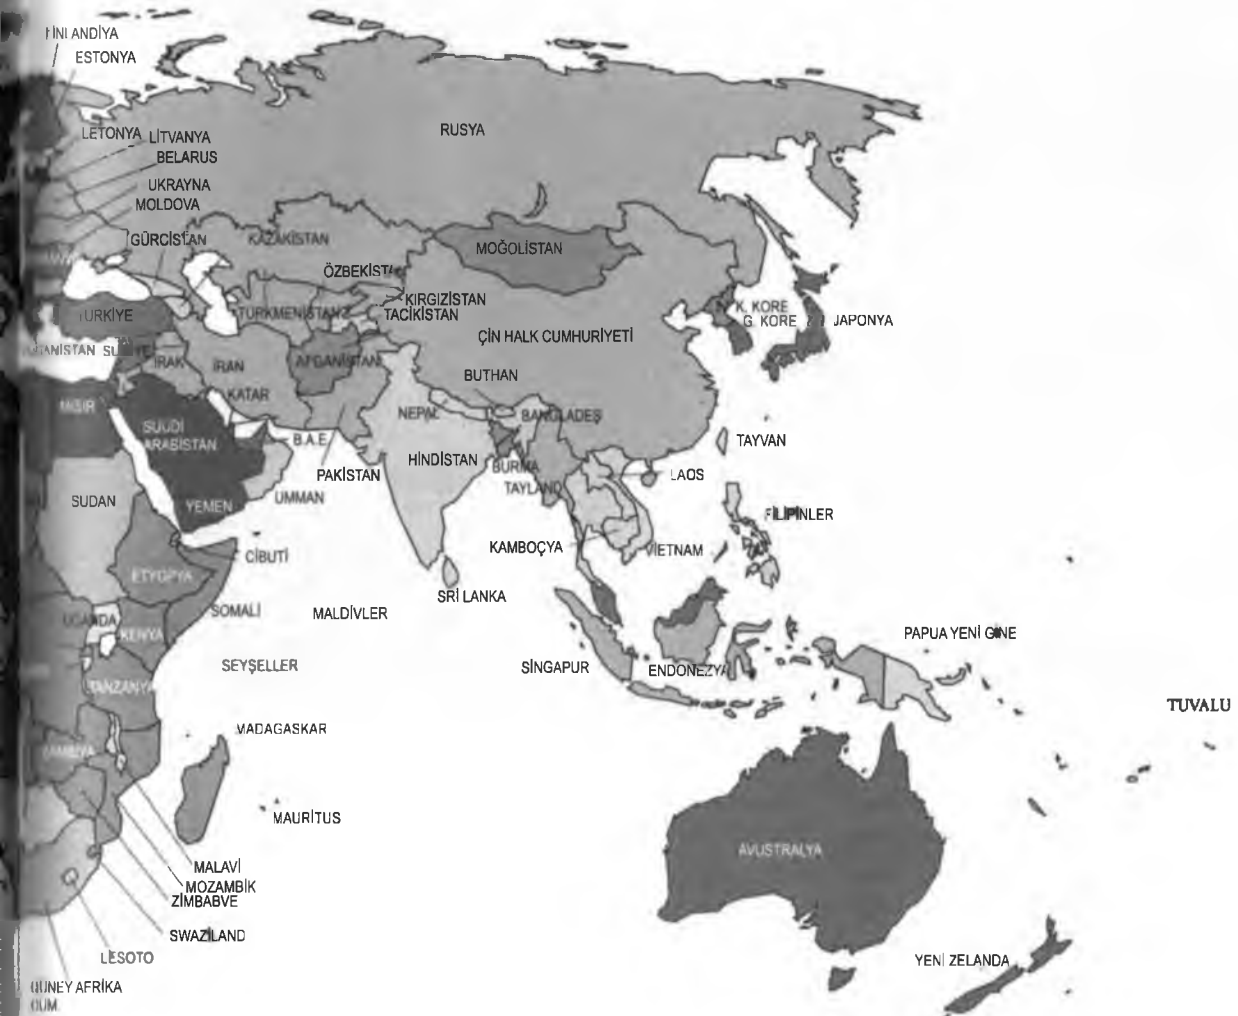 ESTONYA
RUSYA
LETONYA
LİTVANYA
BELARUS
UKRAYNA
MOLDOVA
GÜRCİSTAN
KAZAKİSTAN
MOĞOLİSTAN
ÖZBEKİSTA
KIRGIZİSTAN
TÜRKMENİSTAN
TACİKİSTAN
TÜRKİYE
K. KORE
G. KORE
JAPONYA
ÇİN HALK CUMHURİYETİ
IRAK
İRAN
AFGANİSTAN
BUTHAN
KATAR
MISIR
NEPAL
BANGLADEŞ
SUUDİ
ARABİSTAN
B.A.E.
TAYVAN
HİNDİSTAN
BURMA
PAKİSTAN
LAOS
TAYLAND
SUDAN
UMMAN
YEMEN
FİLİPİNLER
KAMBOÇYA
VİETNAM
CİBUTİ
ETYOPYA
SRİ LANKA
SOMALİ
MALDİVLER
UGANDA
KENYA
PAPUA YENİ GİNE
SEYŞELLER
SİNGAPUR
ENDONEZYA
TANZANYA
TUVALU
MADAGASKAR
ZAMBİYA
MAURİTUS
AVUSTRALYA
MALAVİ
MOZAMBİK
ZİMBABVE
SWAZİLAND
LESOTO
YENİ ZELANDA
GÜNEY AFRİKA